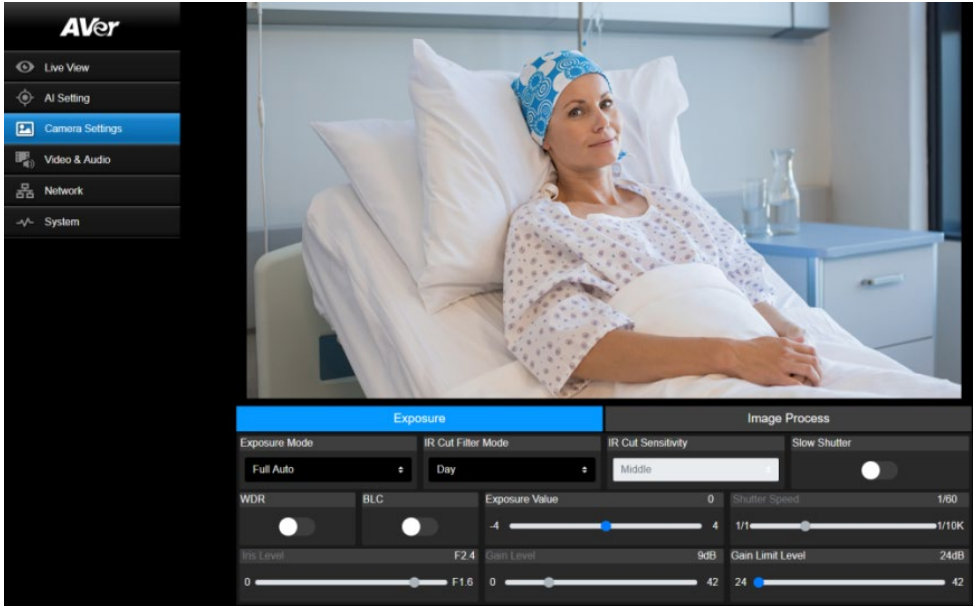 AVer
Live View
AI Setting
Camera Settings
Video & Audio
Network
System
Exposure Image Process
Exposure Mode IR Cut Filter Mode IR Cut Sensitivity Slow Shutter
Full Auto Day Middle
WDR BLC Exposure Value 0 Shutter Speed 1/60
-4 4 1/1 1/10K
Iris Level F2.4 Gain Level 9dB Gain Limit Level 24dB
0 F1.6 0 42 24 42